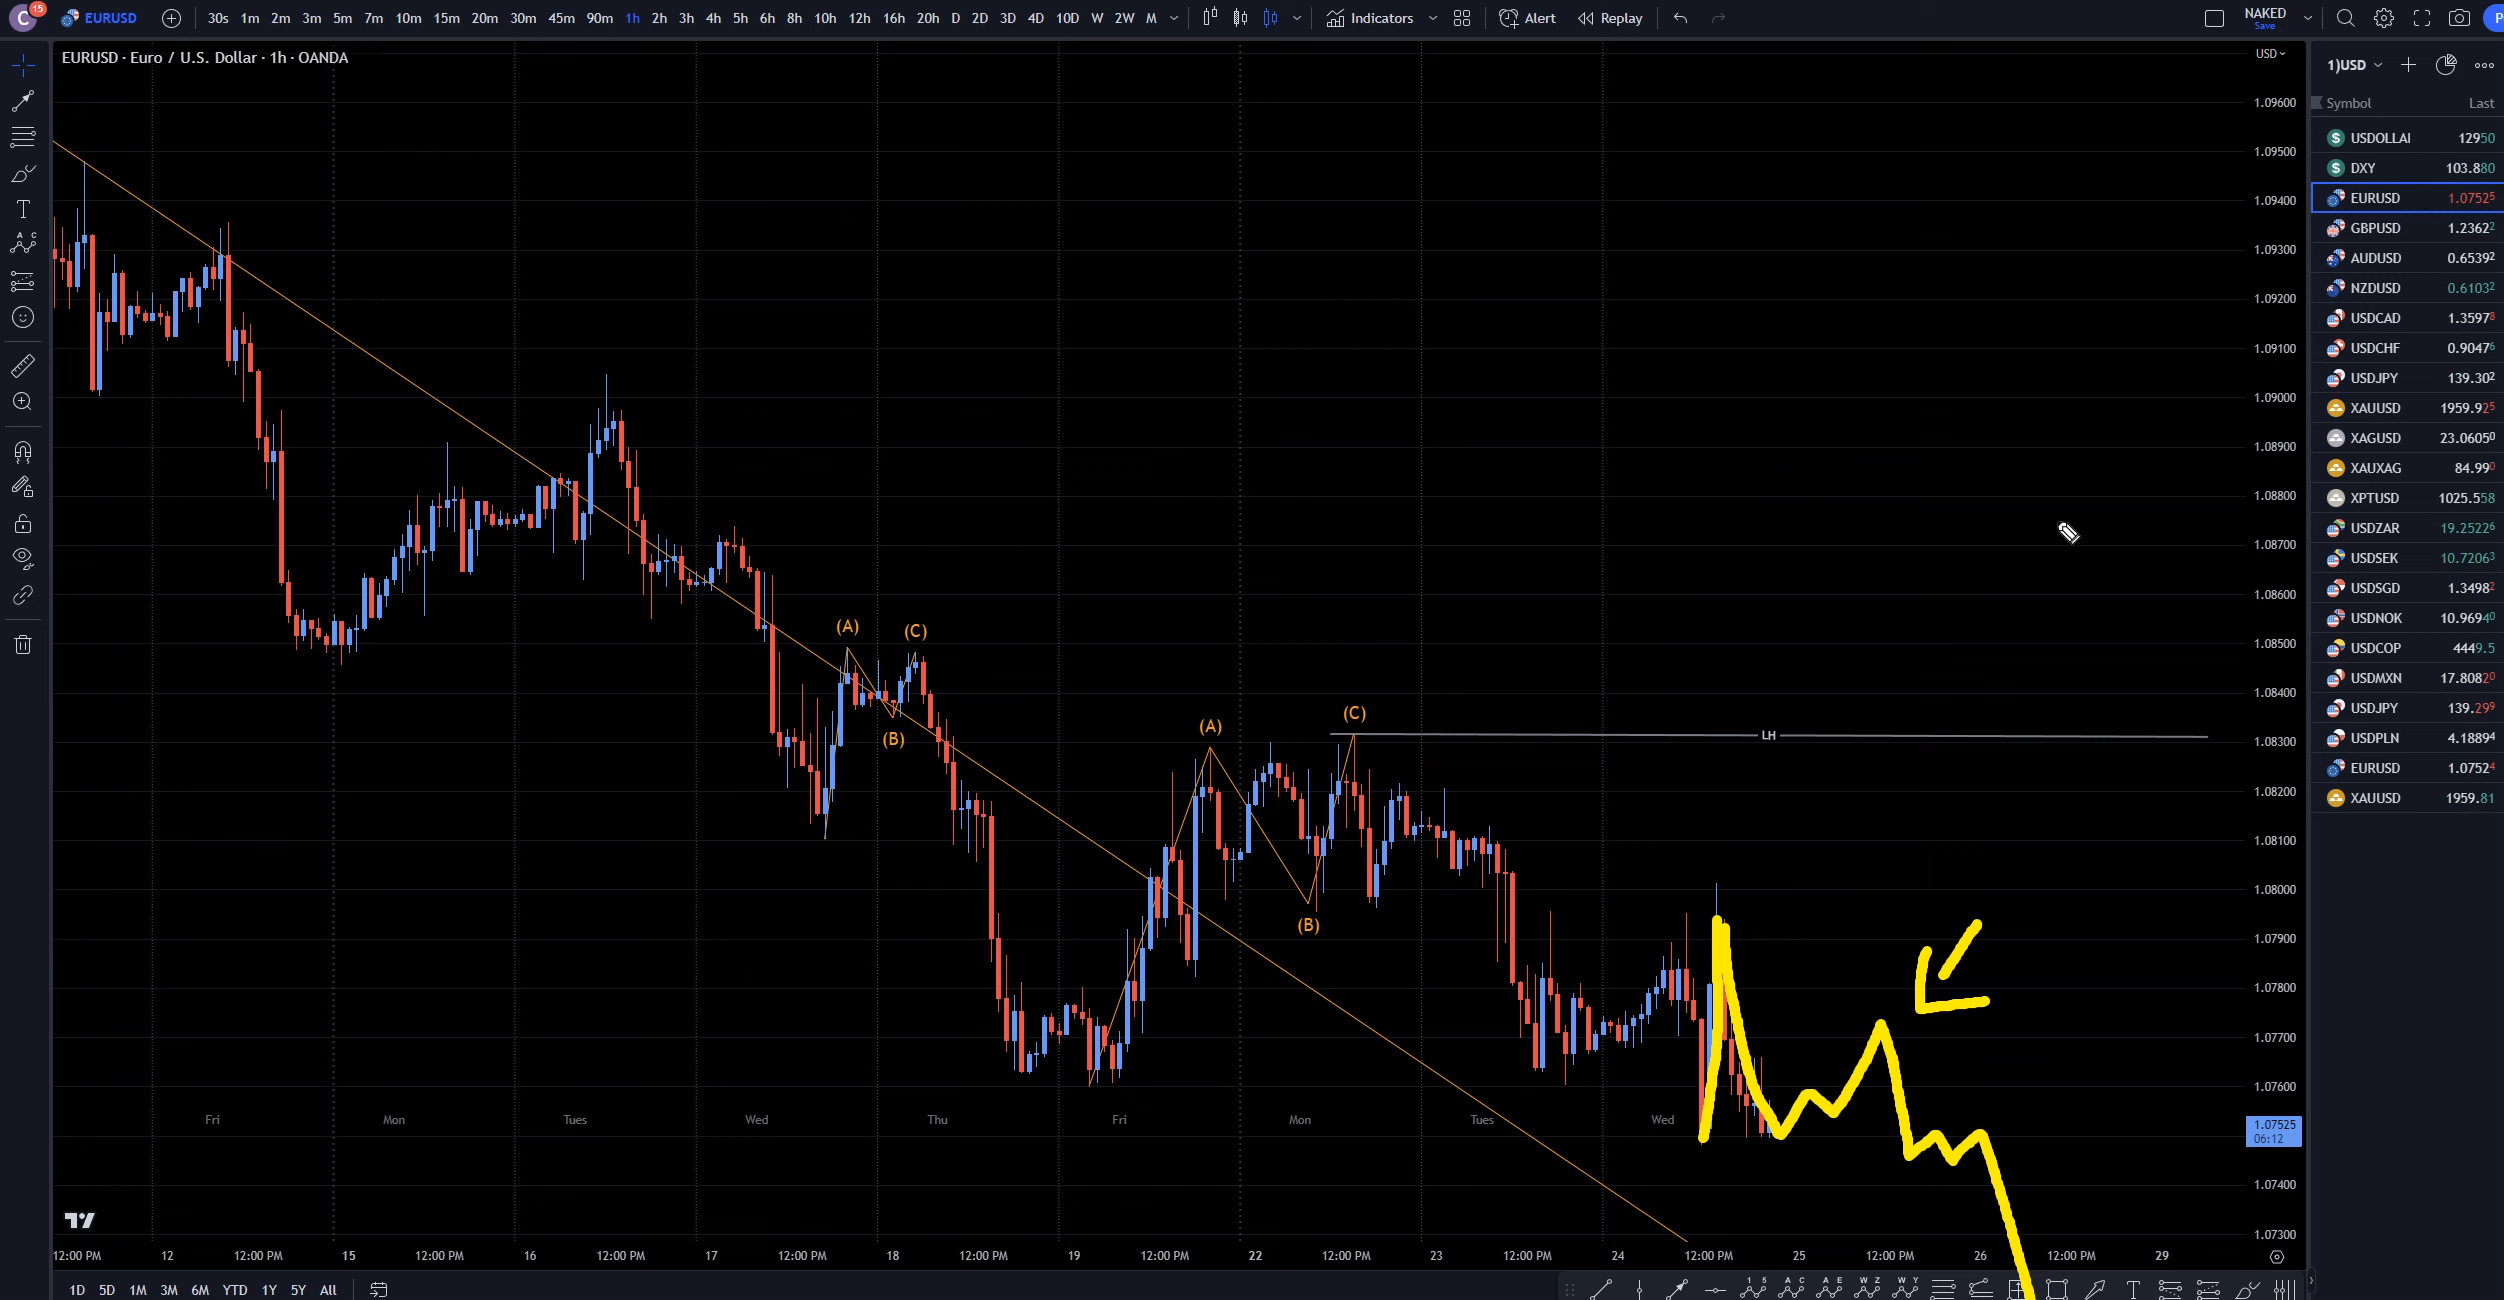 C 15 EURUSD 30s 1m 2m 3m 5m 7m 10m 15m 20m 30m 45m 90m 1h 2h 3h 4h 5h 6h 8h 10h 12h 16h 20h D 2D 3D 4D 10D W 2W M Indicators Alert Replay NAKED P
Save
EURUSD · Euro / U.S. Dollar · 1h · OANDA
USD
1.09600
1.09500
1.09400
1.09300
1.09200
1.09100
1.09000
1.08900
1.08800
1.08700
1.08600
1.08500
1.08400
1.08300
1.08200
1.08100
1.08000
1.07900
1.07800
1.07700
1.07600
1.07525
06:12
1.07400
1.07300
(A) (C)
(B)
(A) (C)
(B)
LH
Fri Mon Tues Wed Thu Fri Mon Tues Wed
12:00 PM 12 12:00 PM 15 12:00 PM 16 12:00 PM 17 12:00 PM 18 12:00 PM 19 12:00 PM 22 12:00 PM 23 12:00 PM 24 12:00 PM 25 12:00 PM 26 12:00 PM 29
1D 5D 1M 3M 6M YTD 1Y 5Y All
1)USD
Symbol Last
USDOLLAI 12950
DXY 103.880
EURUSD 1.07525
GBPUSD 1.23622
AUDUSD 0.65392
NZDUSD 0.61032
USDCAD 1.35978
USDCHF 0.90476
USDJPY 139.302
XAUUSD 1959.925
XAGUSD 23.06050
XAUXAG 84.990
XPTUSD 1025.558
USDZAR 19.25226
USDSEK 10.72063
USDSGD 1.34982
USDNOK 10.96940
USDCOP 4449.5
USDMXN 17.80820
USDJPY 139.299
USDPLN 4.18894
EURUSD 1.07524
XAUUSD 1959.81